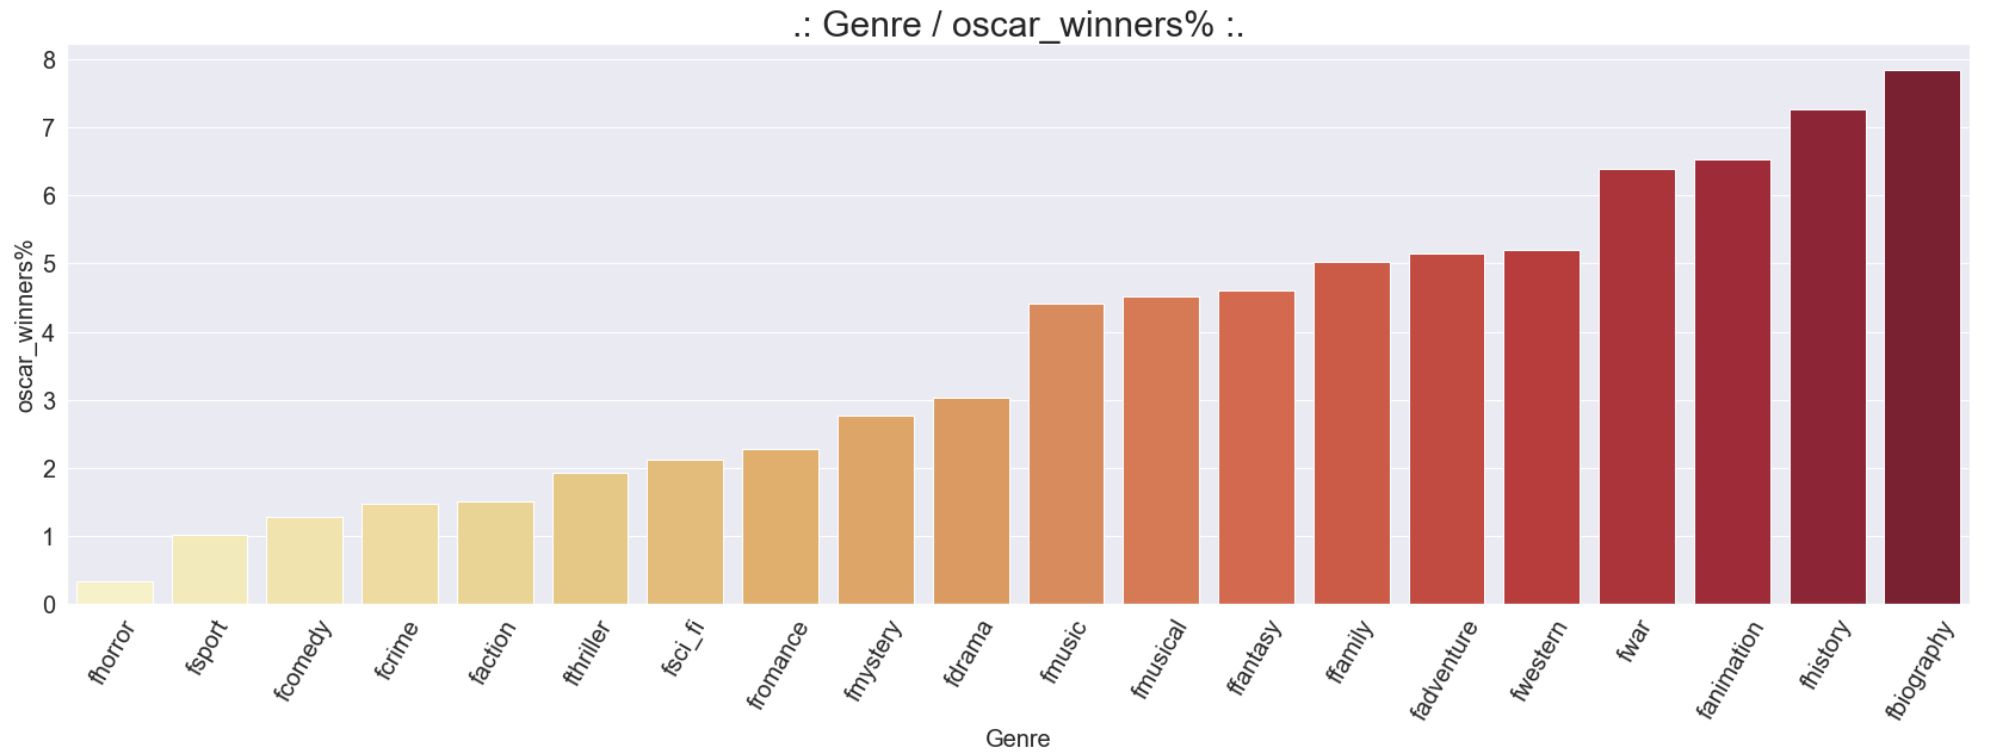 .: Genre / oscar_winners% :.
8
7
6
5
4
3
2
1
0
oscar_winners%
fhorror
fsport
fcomedy
fcrime
faction
fthriller
fsci_fi
fromance
fmystery
fdrama
fmusic
fmusical
ffantasy
ffamily
fadventure
fwestern
fwar
fanimation
fhistory
fbiography
Genre